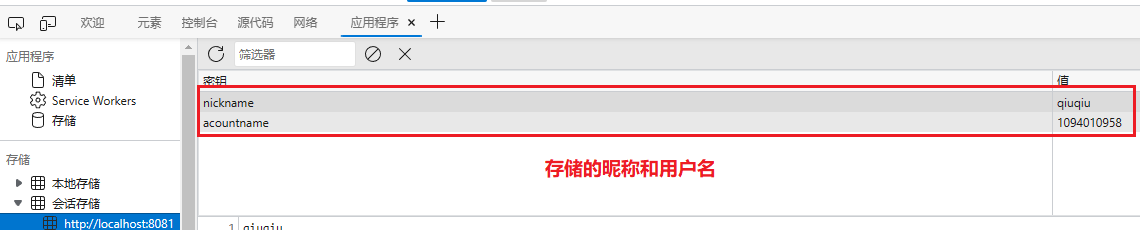 欢迎 元素 控制台 源代码 网络 应用程序
应用程序
筛选器
清单
密钥 值
Service Workers
nickname qiuqiu
存储
acountname 1094010958
存储
存储的昵称和用户名
本地存储
会话存储
http://localhost:8081
1 qiuqiu